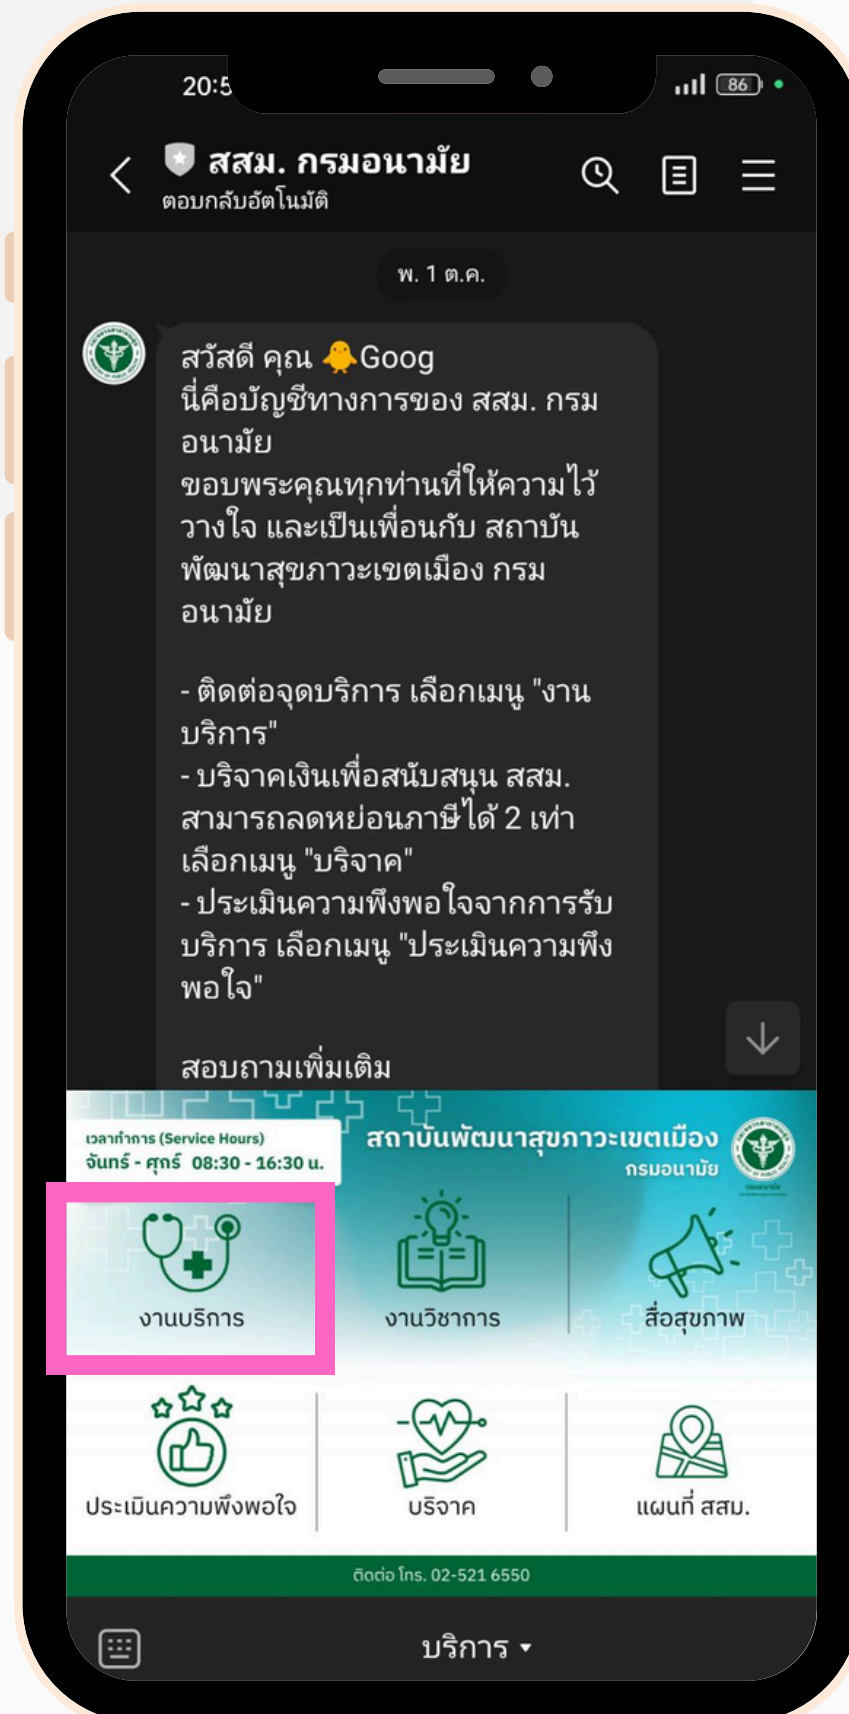 20:5
86
สสม. กรมอนามัย
ตอบกลับอัตโนมัติ
พ. 1 ต.ค.
สวัสดี คุณ 🐥Goog
นี่คือบัญชีทางการของ สสม. กรม
อนามัย
ขอบพระคุณทุกท่านที่ให้ความไว้
วางใจ และเป็นเพื่อนกับ สถาบัน
พัฒนาสุขภาวะเขตเมือง กรม
อนามัย
- ติดต่อจุดบริการ เลือกเมนู "งาน
บริการ"
- บริจาคเงินเพื่อสนับสนุน สสม.
สามารถลดหย่อนภาษีได้ 2 เท่า
เลือกเมนู "บริจาค"
- ประเมินความพึงพอใจจากการรับ
บริการ เลือกเมนู "ประเมินความพึง
พอใจ"
สอบถามเพิ่มเติม
เวลาทำการ (Service Hours)
จันทร์ - ศุกร์ 08:30 - 16:30 น.
สถาบันพัฒนาสุขภาวะเขตเมือง
กรมอนามัย
งานบริการ
งานวิชาการ
สื่อสุขภาพ
ประเมินความพึงพอใจ
บริจาค
แผนที่ สสม.
ติดต่อ โทร. 02-521 6550
บริการ